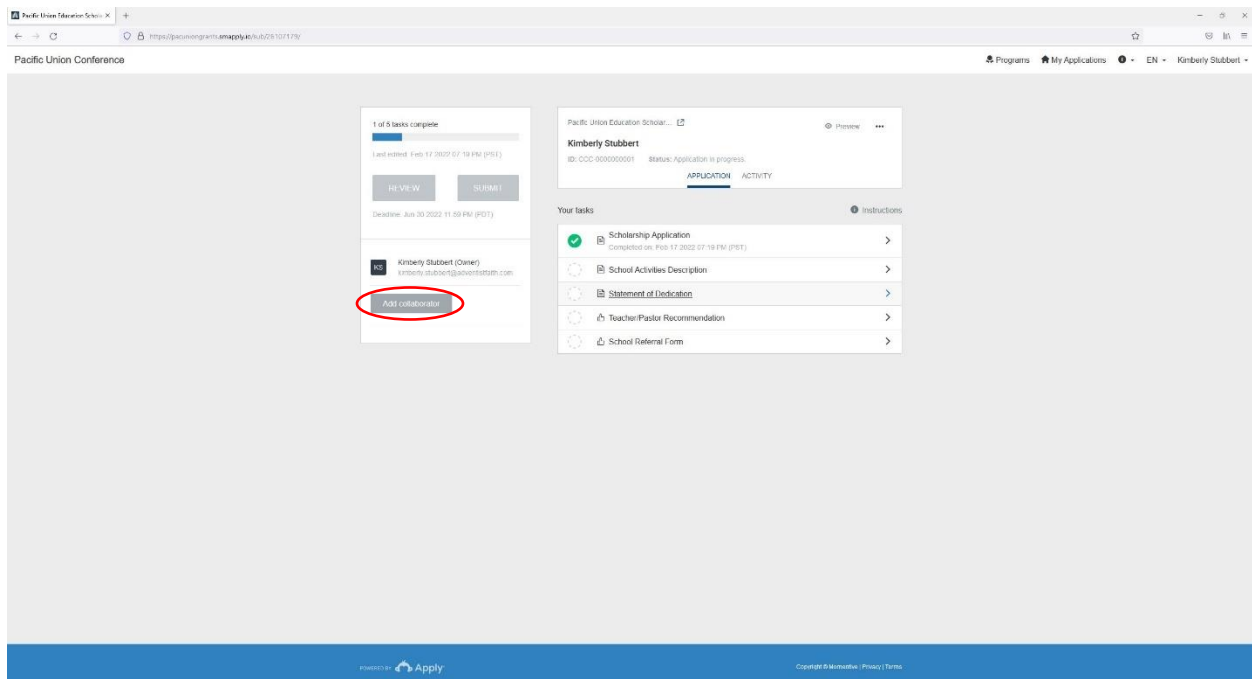 Pacific Union Education Schola
https://pacuniongrants.smapply.io/sub/29107179/
Pacific Union Conference
Programs My Applications EN Kimberly Stubbert
1 of 5 tasks complete
Last edited: Feb 17 2022 07:19 PM (PST)
REVIEW SUBMIT
Deadline: Jun 30 2022 11:59 PM (PDT)
KS Kimberly Stubbert (Owner)
kimberly.stubbert@adventistfaith.com
Add collaborator
Pacific Union Education Scholar...
Preview
Kimberly Stubbert
ID: CCC-0000000001 Status: Application in progress
APPLICATION ACTIVITY
Your tasks Instructions
Scholarship Application
Completed on: Feb 17 2022 07:19 PM (PST)
School Activities Description
Statement of Dedication
Teacher/Pastor Recommendation
School Referral Form
POWERED BY Apply
Copyright © Momentive | Privacy | Terms